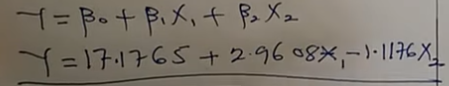 Y = β₀ + β₁X₁ + β₂X₂
Y = 17.1765 + 2.9608X₁ - 1.1176X₂